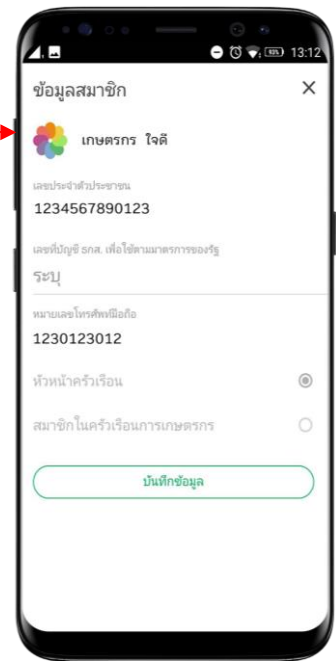 13:12
ข้อมูลสมาชิก
เกษตรกร ใจดี
เลขประจำตัวประชาชน
1234567890123
เลขที่บัญชี ธกส. เพื่อใช้ตามมาตรการของรัฐ
ระบุ
หมายเลขโทรศัพท์มือถือ
1230123012
หัวหน้าครัวเรือน
สมาชิกในครัวเรือนการเกษตรกร
บันทึกข้อมูล